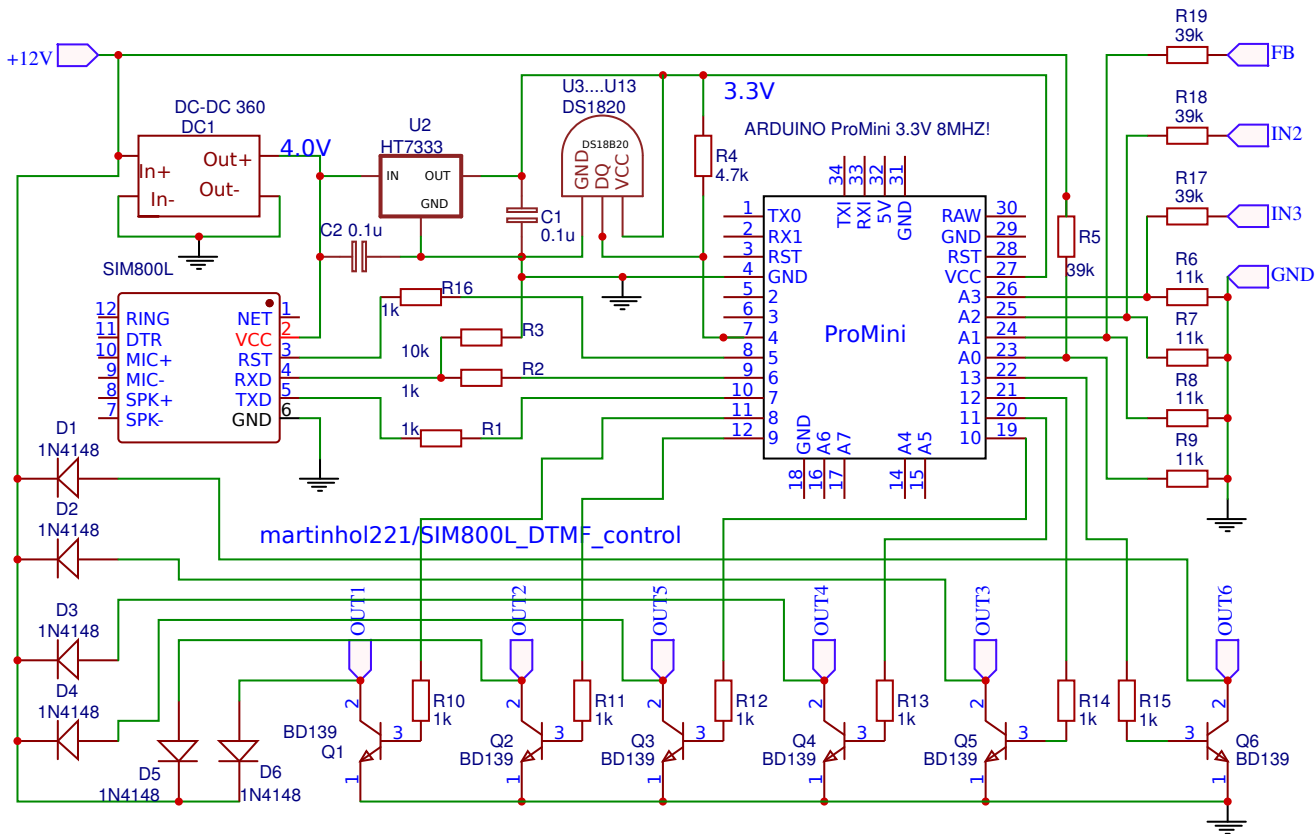 +12V
DC-DC 360
DC1
In+
In-
Out+
Out-
4.0V
U2
HT7333
IN
OUT
GND
C2 0.1u
C1
0.1u
U3....U13
DS1820
DS18B20
GND
DQ
VCC
3.3V
R4
4.7k
ARDUINO ProMini 3.3V 8MHZ!
34
33
32
31
TXI
RXI
5V
GND
1 TX0
2 RX1
3 RST
4 GND
5 2
6 3
7 4
8 5
9 6
10 7
11 8
12 9
ProMini
RAW 30
GND 29
RST 28
VCC 27
A3 26
A2 25
A1 24
A0 23
13 22
12 21
11 20
10 19
GND
A6
A7
A4
A5
18
16
17
14
15
R5
39k
R19
39k
FB
R18
39k
IN2
R17
39k
IN3
R6
11k
GND
R7
11k
R8
11k
R9
11k
SIM800L
12 RING
11 DTR
10 MIC+
9 MIC-
8 SPK+
7 SPK-
NET 1
VCC 2
RST 3
RXD 4
TXD 5
GND 6
R16
1k
R3
10k
R2
1k
R1
1k
D1
1N4148
D2
1N4148
D3
1N4148
D4
1N4148
D5
1N4148
D6
1N4148
martinhol221/SIM800L_DTMF_control
OUT1
OUT2
OUT5
OUT4
OUT3
OUT6
2
3
1
BD139
Q1
R10
1k
2
3
1
Q2
BD139
R11
1k
2
3
1
Q3
BD139
R12
1k
2
3
1
Q4
BD139
R13
1k
2
3
1
Q5
BD139
R14
1k
R15
1k
2
3
1
Q6
BD139